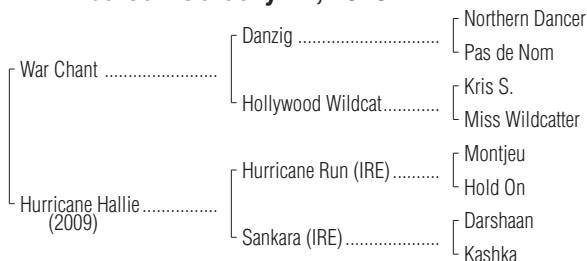 Northern Dancer
Danzig
Pas de Nom
War Chant
Kris S.
Hollywood Wildcat
Miss Wildcatter
Montjeu
Hurricane Run (IRE)
Hold On
Hurricane Hallie
(2009)
Darshaan
Sankara (IRE)
Kashka